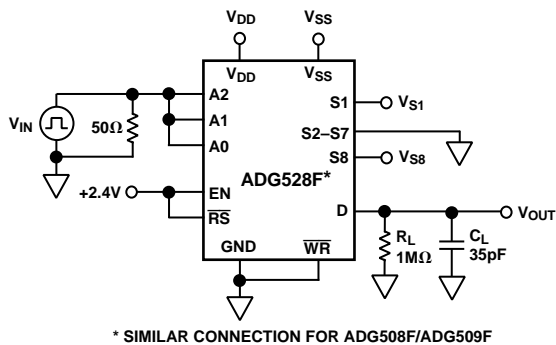 VDD
VSS
VDD
VSS
A2
S1
VS1
VIN
50Ω
A1
S2–S7
A0
S8
VS8
ADG528F*
+2.4V
EN
D
VOUT
RS
RL
1MΩ
CL
35pF
GND
WR
* SIMILAR CONNECTION FOR ADG508F/ADG509F